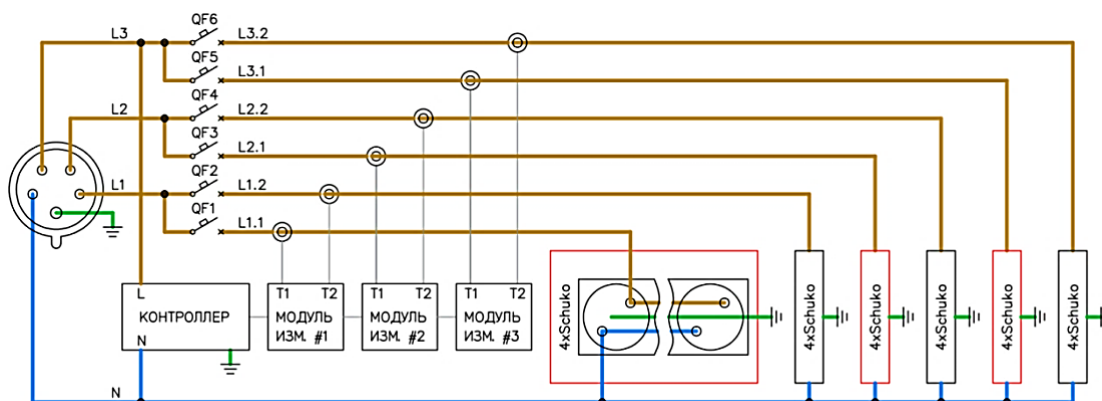 QF6
L3
L3.2
QF5
L3.1
QF4
L2
L2.2
QF3
L2.1
QF2
L1
L1.2
QF1
L1.1
L
КОНТРОЛЛЕР
N
T1 T2
МОДУЛЬ
ИЗМ. #1
T1 T2
МОДУЛЬ
ИЗМ. #2
T1 T2
МОДУЛЬ
ИЗМ. #3
4xSchuko
4xSchuko
4xSchuko
4xSchuko
4xSchuko
4xSchuko
N